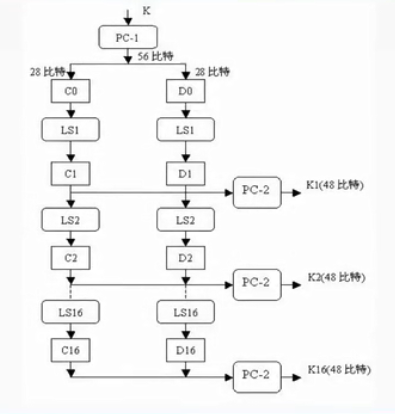 K
PC-1
56 比特
28 比特 28 比特
C0 D0
LS1 LS1
C1 D1
PC-2 K1(48 比特)
LS2 LS2
C2 D2
PC-2 K2(48 比特)
LS16 LS16
C16 D16
PC-2 K16(48 比特)